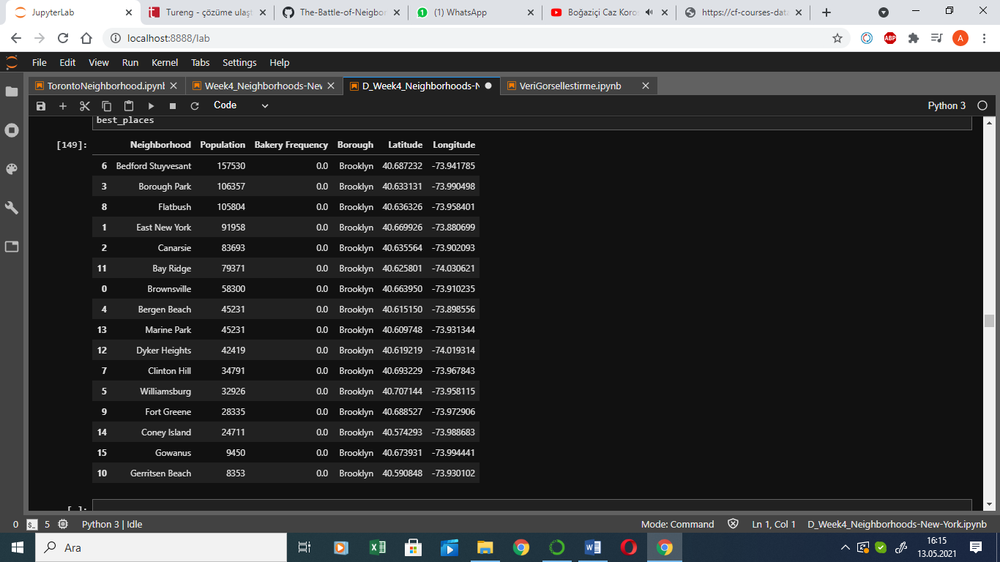 JupyterLab Tureng - çözüme ulaşt The-Battle-of-Neigbor (1) WhatsApp Boğaziçi Caz Koros https://cf-courses-data
localhost:8888/lab ABP A
File Edit View Run Kernel Tabs Settings Help
TorontoNeighborhood.ipynb Week4_Neighborhoods-New D_Week4_Neighborhoods-N VeriGorsellestirme.ipynb
Code Python 3
best_places
[149]: Neighborhood Population Bakery Frequency Borough Latitude Longitude
6 Bedford Stuyvesant 157530 0.0 Brooklyn 40.687232 -73.941785
3 Borough Park 106357 0.0 Brooklyn 40.633131 -73.990498
8 Flatbush 105804 0.0 Brooklyn 40.636326 -73.958401
1 East New York 91958 0.0 Brooklyn 40.669926 -73.880699
2 Canarsie 83693 0.0 Brooklyn 40.635564 -73.902093
11 Bay Ridge 79371 0.0 Brooklyn 40.625801 -74.030621
0 Brownsville 58300 0.0 Brooklyn 40.663950 -73.910235
4 Bergen Beach 45231 0.0 Brooklyn 40.615150 -73.898556
13 Marine Park 45231 0.0 Brooklyn 40.609748 -73.931344
12 Dyker Heights 42419 0.0 Brooklyn 40.619219 -74.019314
7 Clinton Hill 34791 0.0 Brooklyn 40.693229 -73.967843
5 Williamsburg 32926 0.0 Brooklyn 40.707144 -73.958115
9 Fort Greene 28335 0.0 Brooklyn 40.688527 -73.972906
14 Coney Island 24711 0.0 Brooklyn 40.574293 -73.988683
15 Gowanus 9450 0.0 Brooklyn 40.673931 -73.994441
10 Gerritsen Beach 8353 0.0 Brooklyn 40.590848 -73.930102
[ ]:
0 5 Python 3 | Idle Mode: Command Ln 1, Col 1 D_Week4_Neighborhoods-New-York.ipynb
Ara 16:15
13.05.2021